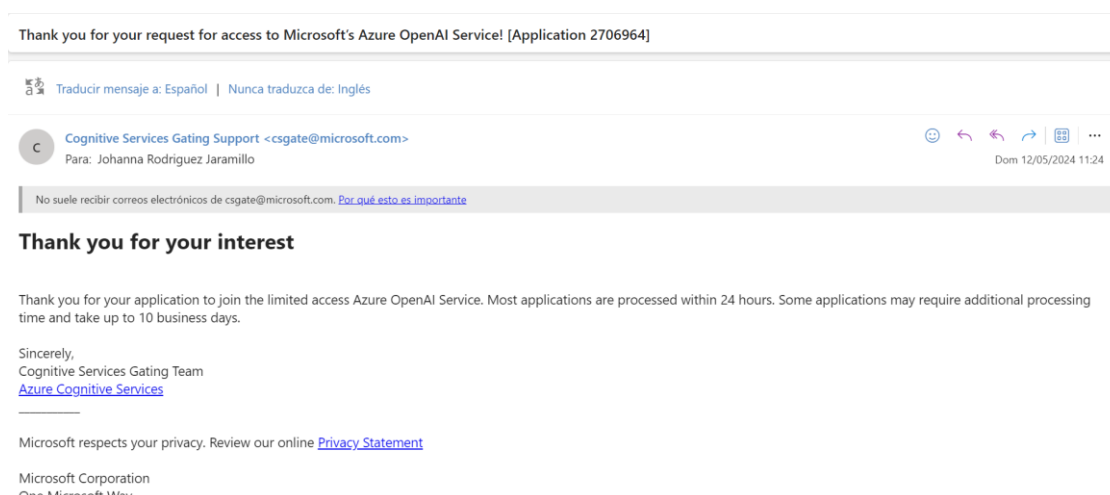 Thank you for your request for access to Microsoft's Azure OpenAI Service! [Application 2706964]
Traducir mensaje a: Español | Nunca traduzca de: Inglés
C
Cognitive Services Gating Support <csgate@microsoft.com>
Para: Johanna Rodriguez Jaramillo
Dom 12/05/2024 11:24
No suele recibir correos electrónicos de csgate@microsoft.com. Por qué esto es importante
Thank you for your interest
Thank you for your application to join the limited access Azure OpenAI Service. Most applications are processed within 24 hours. Some applications may require additional processing
time and take up to 10 business days.
Sincerely,
Cognitive Services Gating Team
Azure Cognitive Services
Microsoft respects your privacy. Review our online Privacy Statement
Microsoft Corporation
One Microsoft Way